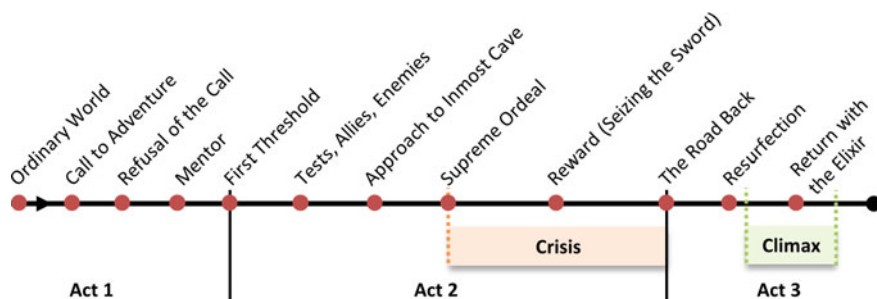 Ordinary World
Call to Adventure
Refusal of the Call
Mentor
First Threshold
Tests, Allies, Enemies
Approach to Inmost Cave
Supreme Ordeal
Reward (Seizing the Sword)
The Road Back
Resurfection
Return with
the Elixir
Crisis
Climax
Act 1
Act 2
Act 3